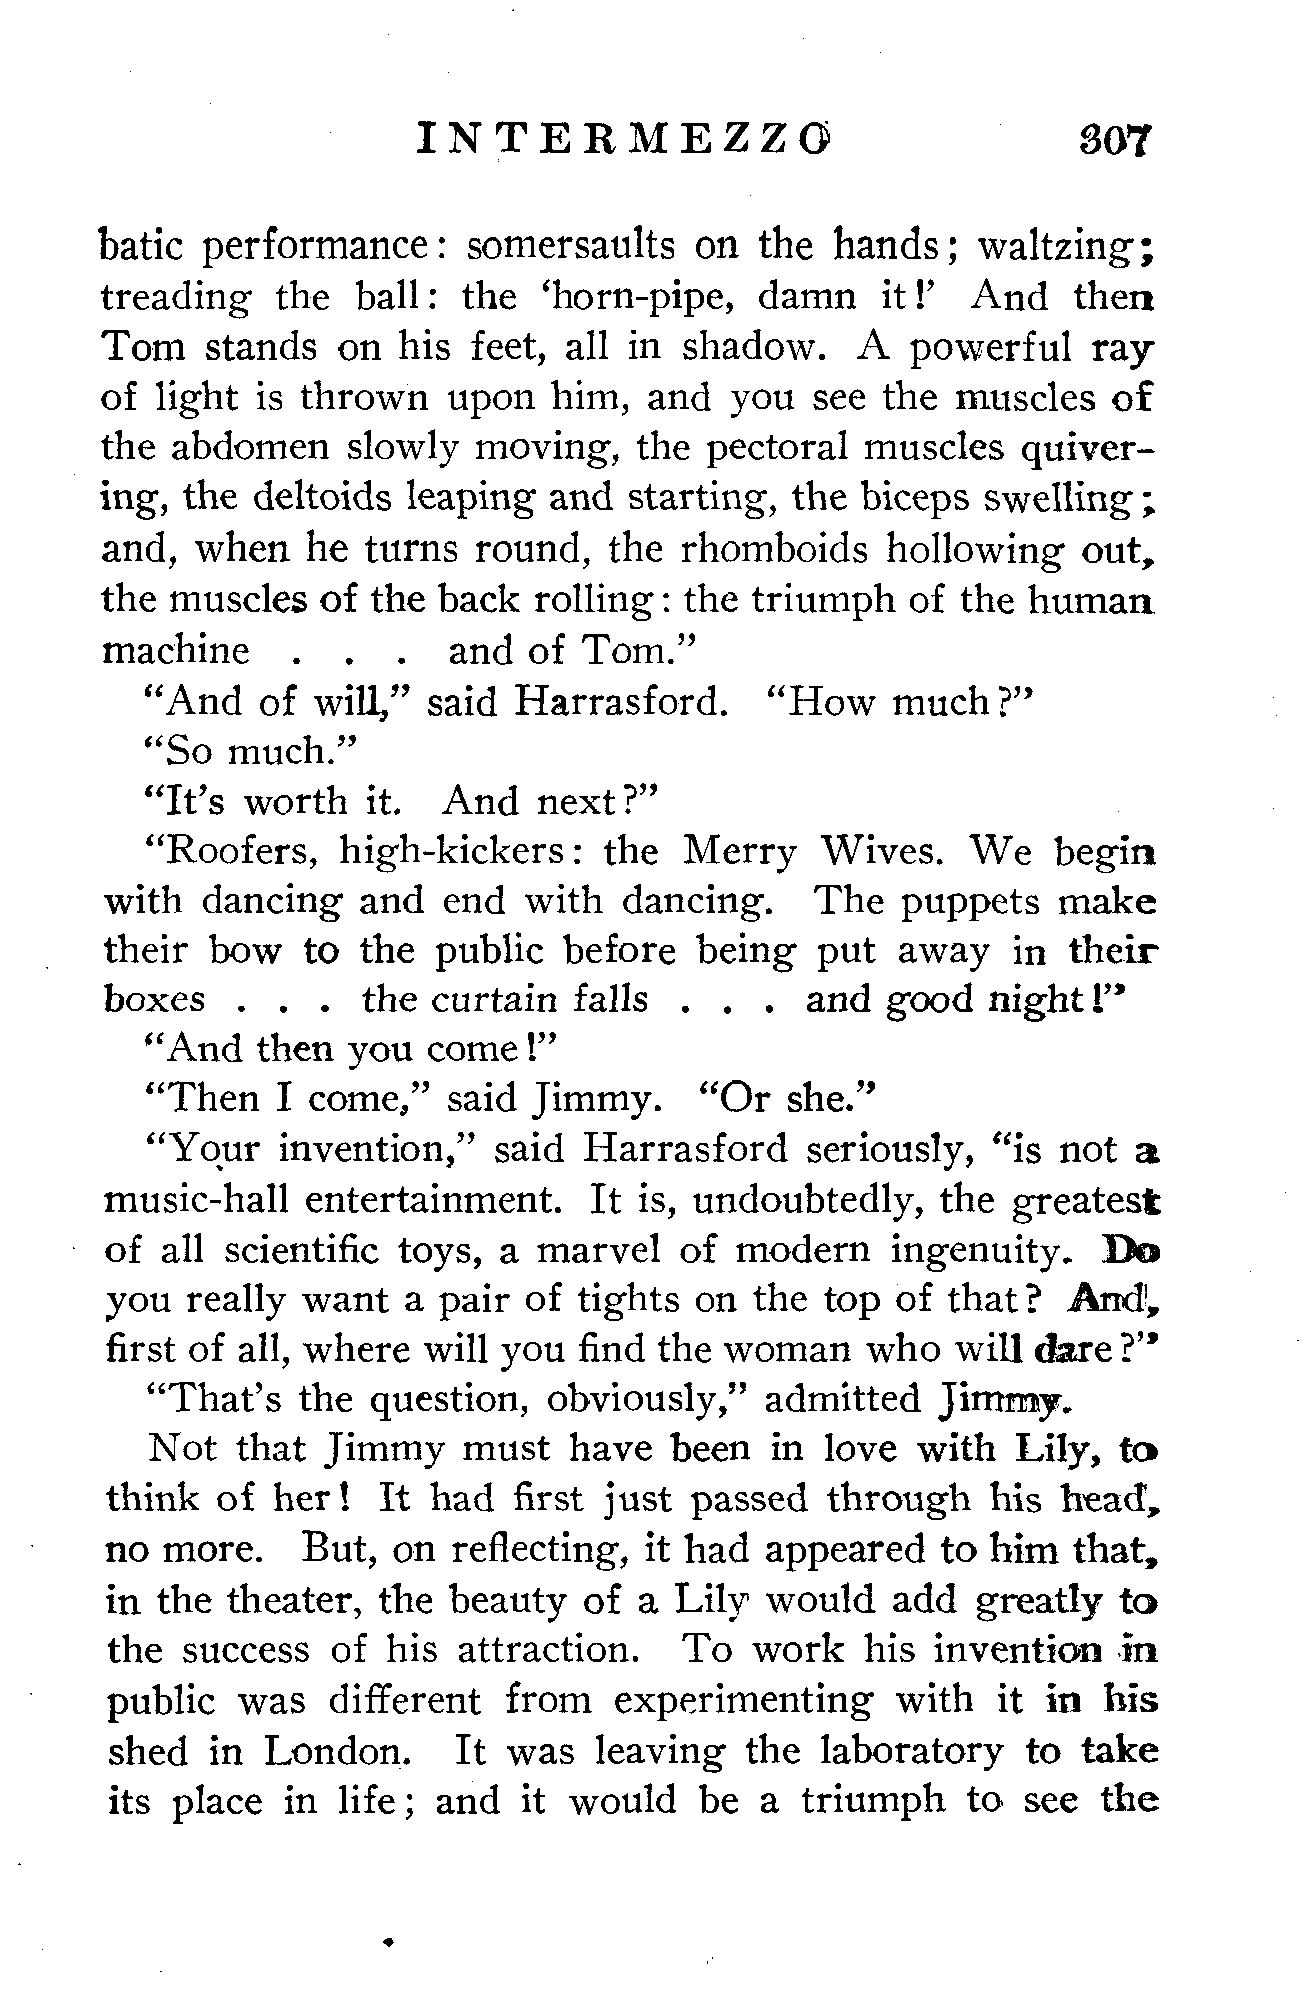 INTERMEZZO 307
batic performance: somersaults on the hands; waltzing;
treading the ball: the 'horn-pipe, damn it!' And then
Tom stands on his feet, all in shadow. A powerful ray
of light is thrown upon him, and you see the muscles of
the abdomen slowly moving, the pectoral muscles quiver-
ing, the deltoids leaping and starting, the biceps swelling;
and, when he turns round, the rhomboids hollowing out,
the muscles of the back rolling: the triumph of the human
machine . . . and of Tom."
"And of will," said Harrasford. "How much?"
"So much."
"It's worth it. And next?"
"Roofers, high-kickers: the Merry Wives. We begin
with dancing and end with dancing. The puppets make
their bow to the public before being put away in their
boxes . . . the curtain falls . . . and good night!"
"And then you come!"
"Then I come," said Jimmy. "Or she."
"Your invention," said Harrasford seriously, "is not a
music-hall entertainment. It is, undoubtedly, the greatest
of all scientific toys, a marvel of modern ingenuity. Do
you really want a pair of tights on the top of that? And,
first of all, where will you find the woman who will dare?"
"That's the question, obviously," admitted Jimmy.
Not that Jimmy must have been in love with Lily, to
think of her! It had first just passed through his head,
no more. But, on reflecting, it had appeared to him that,
in the theater, the beauty of a Lily would add greatly to
the success of his attraction. To work his invention in
public was different from experimenting with it in his
shed in London. It was leaving the laboratory to take
its place in life; and it would be a triumph to see the